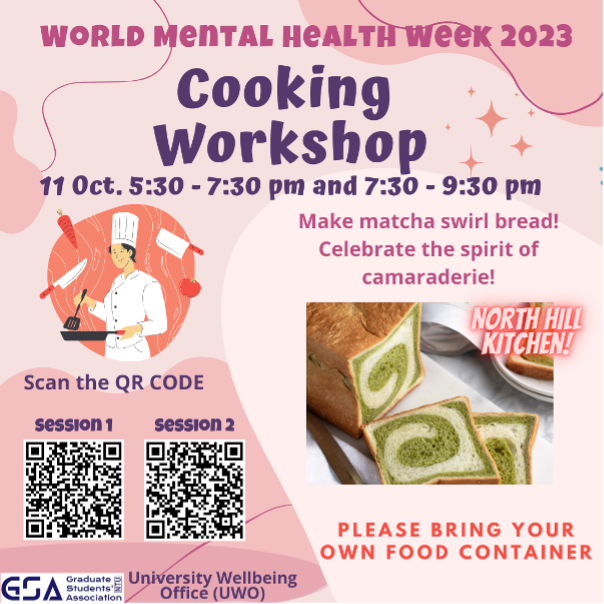 WORLD MENTAL HEALTH WEEK 2023
Cooking
Workshop
11 Oct. 5:30 - 7:30 pm and 7:30 - 9:30 pm
Make matcha swirl bread!
Celebrate the spirit of
camaraderie!
NORTH HILL
KITCHEN!
Scan the QR CODE
Session 1
Session 2
PLEASE BRING YOUR
OWN FOOD CONTAINER
GSA
Graduate
Students'
Association
NTU
University Wellbeing
Office (UWO)